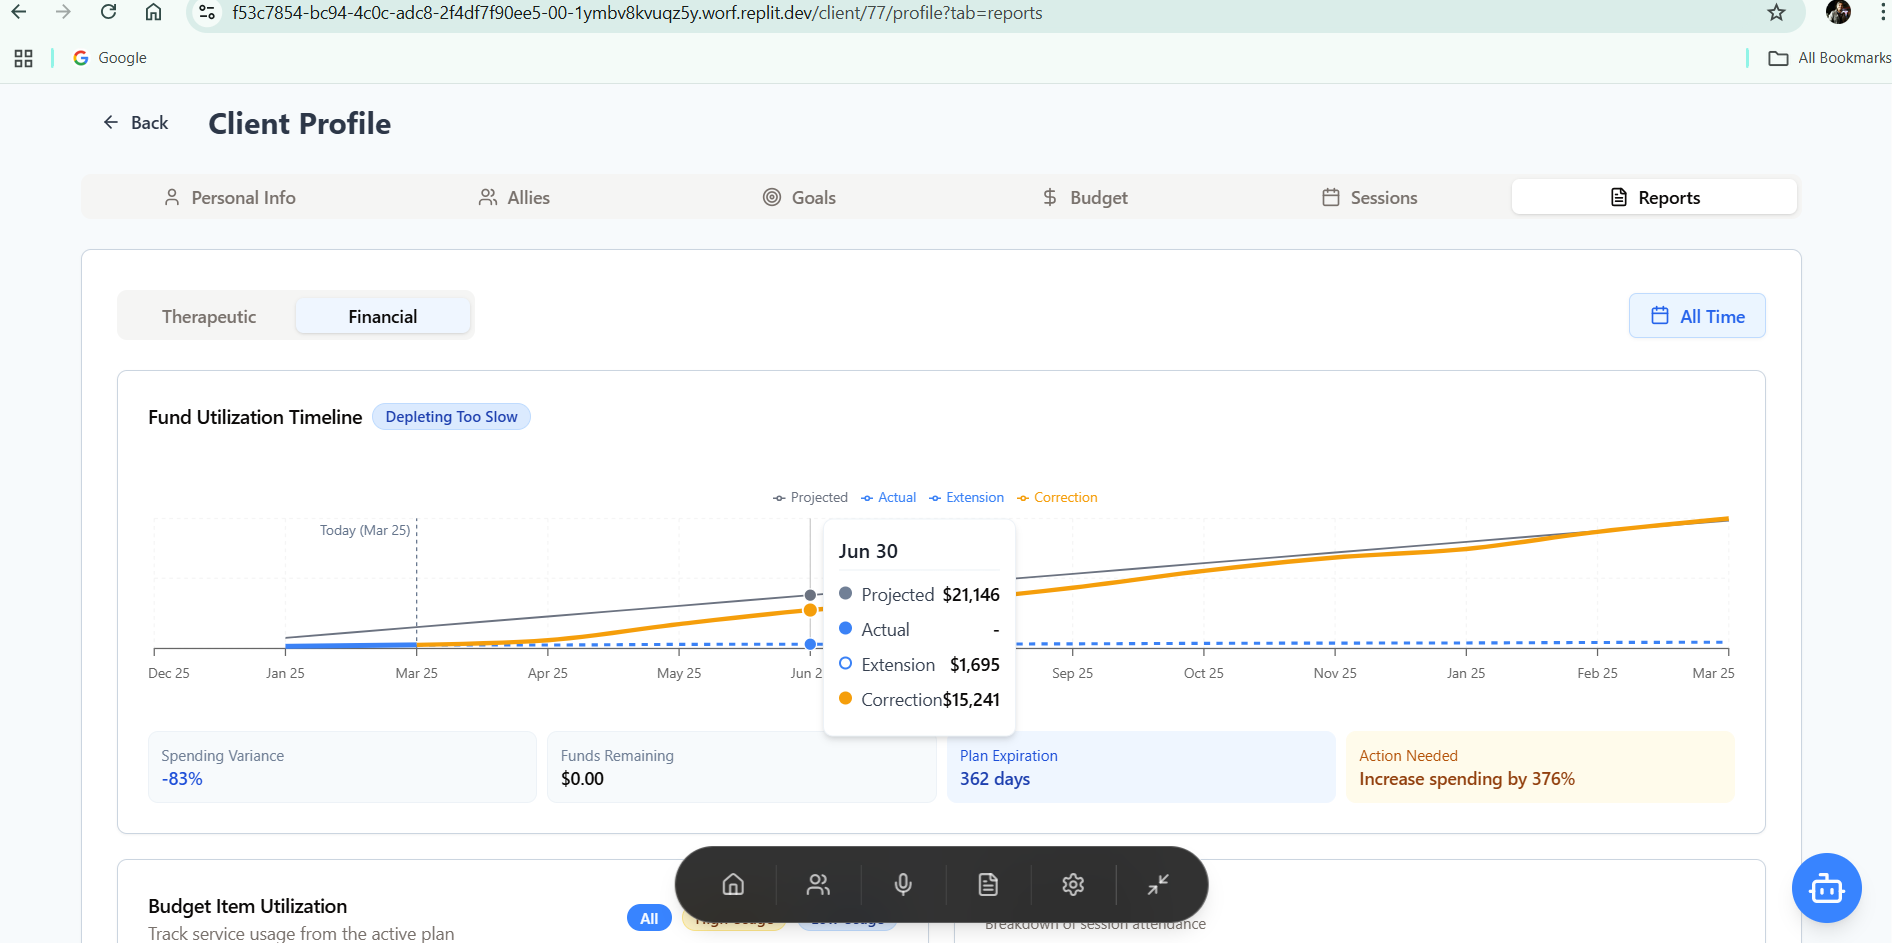 f53c7854-bc94-4c0c-adc8-2f4df7f90ee5-00-1ymbv8kvuqz5y.worf.replit.dev/client/77/profile?tab=reports
Google
All Bookmarks
Back
Client Profile
Personal Info
Allies
Goals
Budget
Sessions
Reports
Therapeutic
Financial
All Time
Fund Utilization Timeline
Depleting Too Slow
Projected
Actual
Extension
Correction
Today (Mar 25)
Jun 30
Projected $21,146
Actual -
Extension $1,695
Correction $15,241
Dec 25
Jan 25
Mar 25
Apr 25
May 25
Jun 2
Sep 25
Oct 25
Nov 25
Jan 25
Feb 25
Mar 25
Spending Variance
-83%
Funds Remaining
$0.00
Plan Expiration
362 days
Action Needed
Increase spending by 376%
Budget Item Utilization
Track service usage from the active plan
All
Breakdown of session attendance